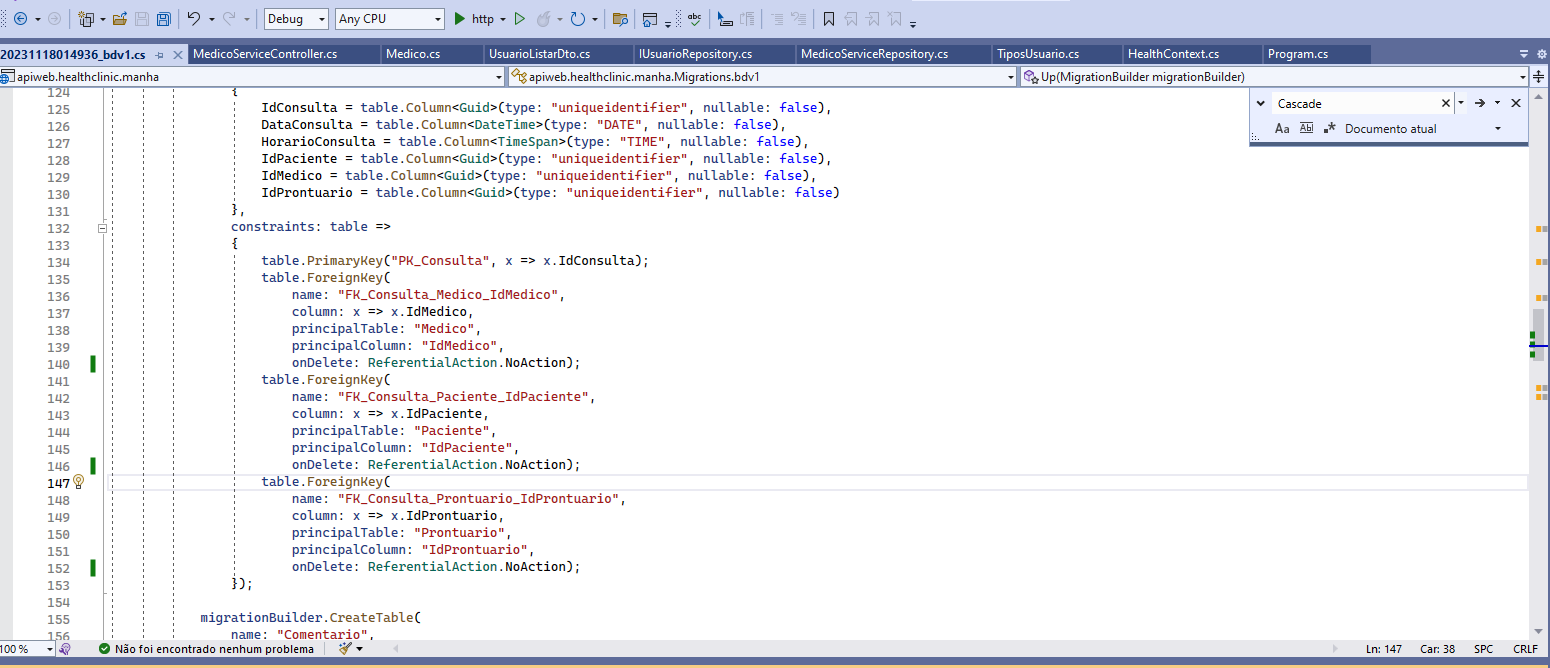 Debug Any CPU http
20231118014936_bdv1.cs MedicoServiceController.cs Medico.cs UsuarioListarDto.cs IUsuarioRepository.cs MedicoServiceRepository.cs TiposUsuario.cs HealthContext.cs Program.cs
apiweb.healthclinic.manha apiweb.healthclinic.manha.Migrations.bdv1 Up(MigrationBuilder migrationBuilder)
Cascade
Aa Ab .* Documento atual
124 {
125 IdConsulta = table.Column<Guid>(type: "uniqueidentifier", nullable: false),
126 DataConsulta = table.Column<DateTime>(type: "DATE", nullable: false),
127 HorarioConsulta = table.Column<TimeSpan>(type: "TIME", nullable: false),
128 IdPaciente = table.Column<Guid>(type: "uniqueidentifier", nullable: false),
129 IdMedico = table.Column<Guid>(type: "uniqueidentifier", nullable: false),
130 IdProntuario = table.Column<Guid>(type: "uniqueidentifier", nullable: false)
131 },
132 constraints: table =>
133 {
134 table.PrimaryKey("PK_Consulta", x => x.IdConsulta);
135 table.ForeignKey(
136 name: "FK_Consulta_Medico_IdMedico",
137 column: x => x.IdMedico,
138 principalTable: "Medico",
139 principalColumn: "IdMedico",
140 onDelete: ReferentialAction.NoAction);
141 table.ForeignKey(
142 name: "FK_Consulta_Paciente_IdPaciente",
143 column: x => x.IdPaciente,
144 principalTable: "Paciente",
145 principalColumn: "IdPaciente",
146 onDelete: ReferentialAction.NoAction);
147 table.ForeignKey(
148 name: "FK_Consulta_Prontuario_IdProntuario",
149 column: x => x.IdProntuario,
150 principalTable: "Prontuario",
151 principalColumn: "IdProntuario",
152 onDelete: ReferentialAction.NoAction);
153 });
154
155 migrationBuilder.CreateTable(
156 name: "Comentario",
100 % Não foi encontrado nenhum problema Ln: 147 Car: 38 SPC CRLF